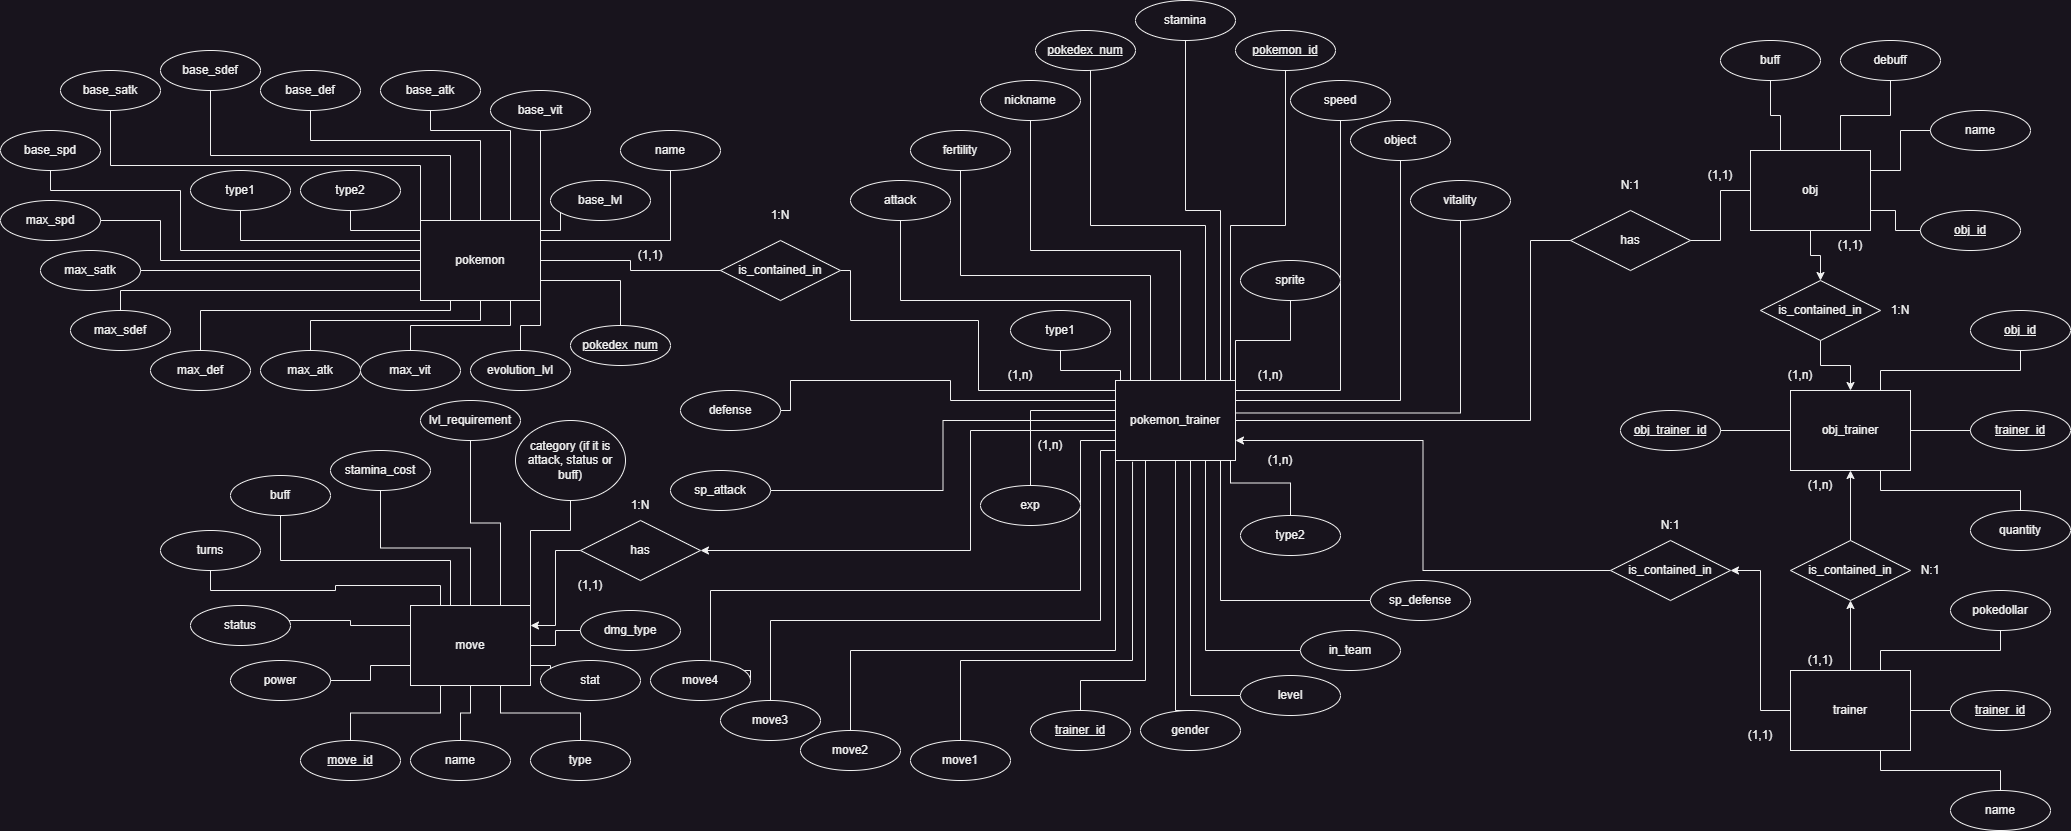 stamina
pokedex_num
pokemon_id
buff
debuff
base_sdef
base_satk
base_def
base_atk
base_vit
nickname
speed
name
object
base_spd
name
fertility
type1
type2
base_lvl
attack
vitality
N:1
(1,1)
obj
max_spd
1:N
has
obj_id
(1,1)
(1,1)
pokemon
max_satk
is_contained_in
sprite
is_contained_in
1:N
max_sdef
type1
obj_id
pokedex_num
max_def
max_atk
max_vit
evolution_lvl
(1,n)
(1,n)
(1,n)
defense
lvl_requirement
pokemon_trainer
obj_trainer_id
obj_trainer
trainer_id
category (if it is
attack, status or
buff)
(1,n)
(1,n)
stamina_cost
sp_attack
(1,n)
buff
1:N
exp
N:1
quantity
type2
turns
has
is_contained_in
is_contained_in
N:1
(1,1)
sp_defense
pokedollar
status
move
dmg_type
in_team
(1,1)
power
stat
move4
level
trainer
trainer_id
move3
trainer_id
gender
(1,1)
move2
move_id
name
type
move1
name